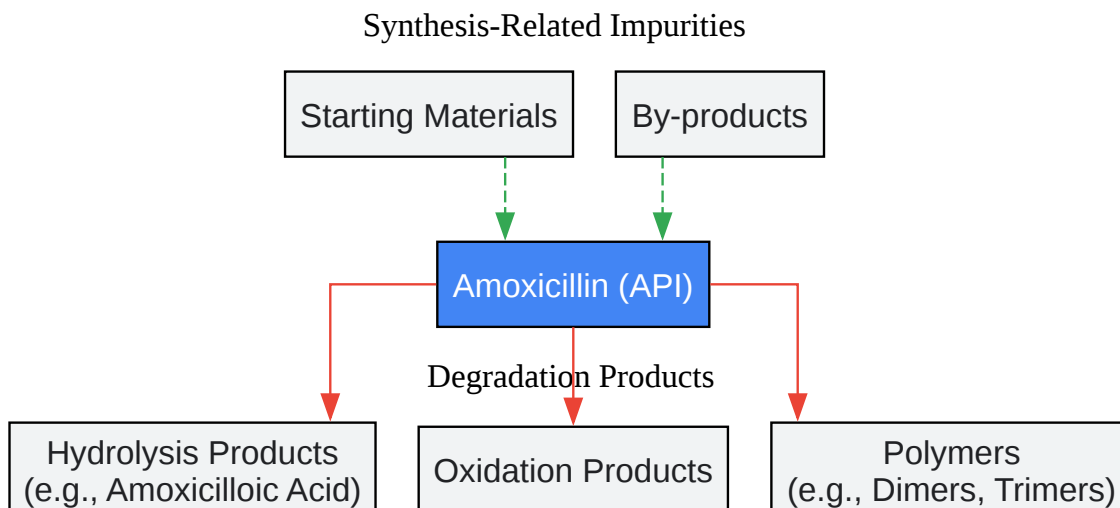 Synthesis-Related Impurities
Starting Materials
By-products
Amoxicillin (API)
Degradation Products
Hydrolysis Products
(e.g., Amoxicilloic Acid)
Oxidation Products
Polymers
(e.g., Dimers, Trimers)